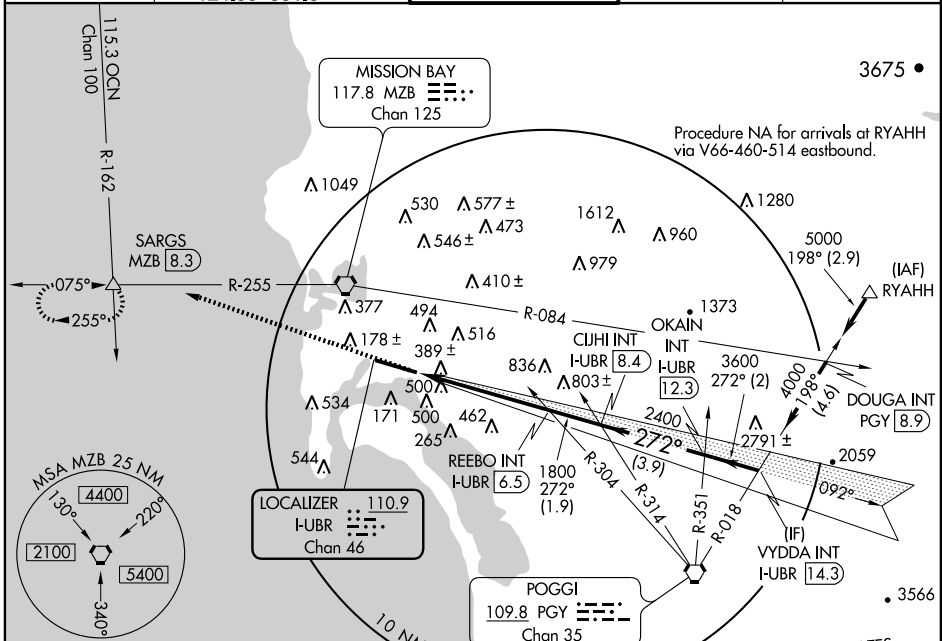 115.3 OCN
Chan 100
R-162
MISSION BAY
117.8 MZB
Chan 125
3675
Procedure NA for arrivals at RYAHH
via V66-460-514 eastbound.
1049
530
577 ±
473
546 ±
1612
960
1280
979
410 ±
5000
198° (2.9)
(IAF)
RYAHH
SARGS
MZB 8.3
075°
255°
R-255
377
494
516
178 ±
389 ±
R-084
1373
CIJHI INT
I-UBR 8.4
OKAIN
INT
I-UBR
12.3
3600
272° (2)
4000
198°
(4.6)
DOUGA INT
PGY 8.9
836
803 ±
534
171
500
500
265
462
544
2400
272°
(3.9)
2791 ±
2059
092°
REEBO INT
I-UBR 6.5
1800
272°
(1.9)
R-304
R-314
R-351
R-018
(IF)
VYDDA INT
I-UBR 14.3
LOCALIZER 110.9
I-UBR
Chan 46
MSA MZB 25 NM
130°
4400
220°
2100
5400
340°
POGGI
109.8 PGY
Chan 35
3566
10 NM